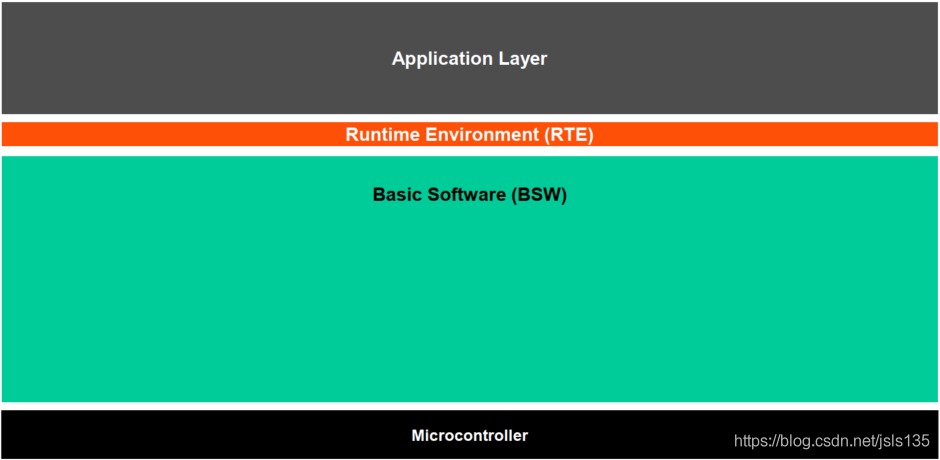 Application Layer
Runtime Environment (RTE)
Basic Software (BSW)
Microcontroller
https://blog.csdn.net/jsls135